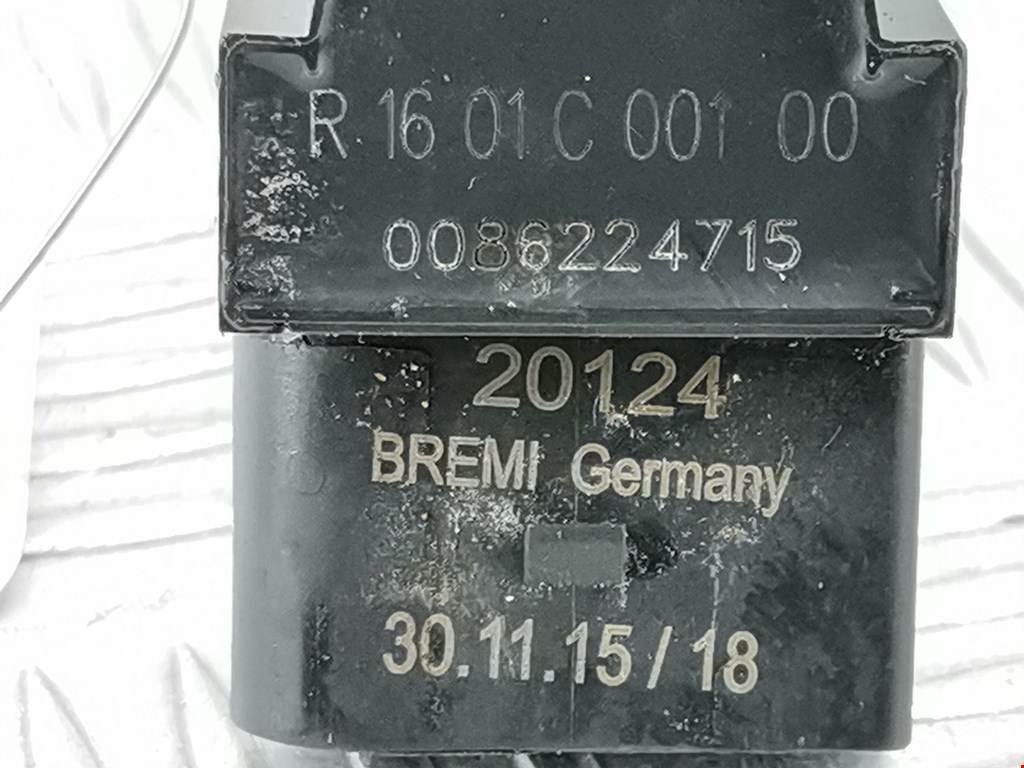 R 16 01 C 001 00
0086224715
20124
BREMI Germany
30.11.15 / 18